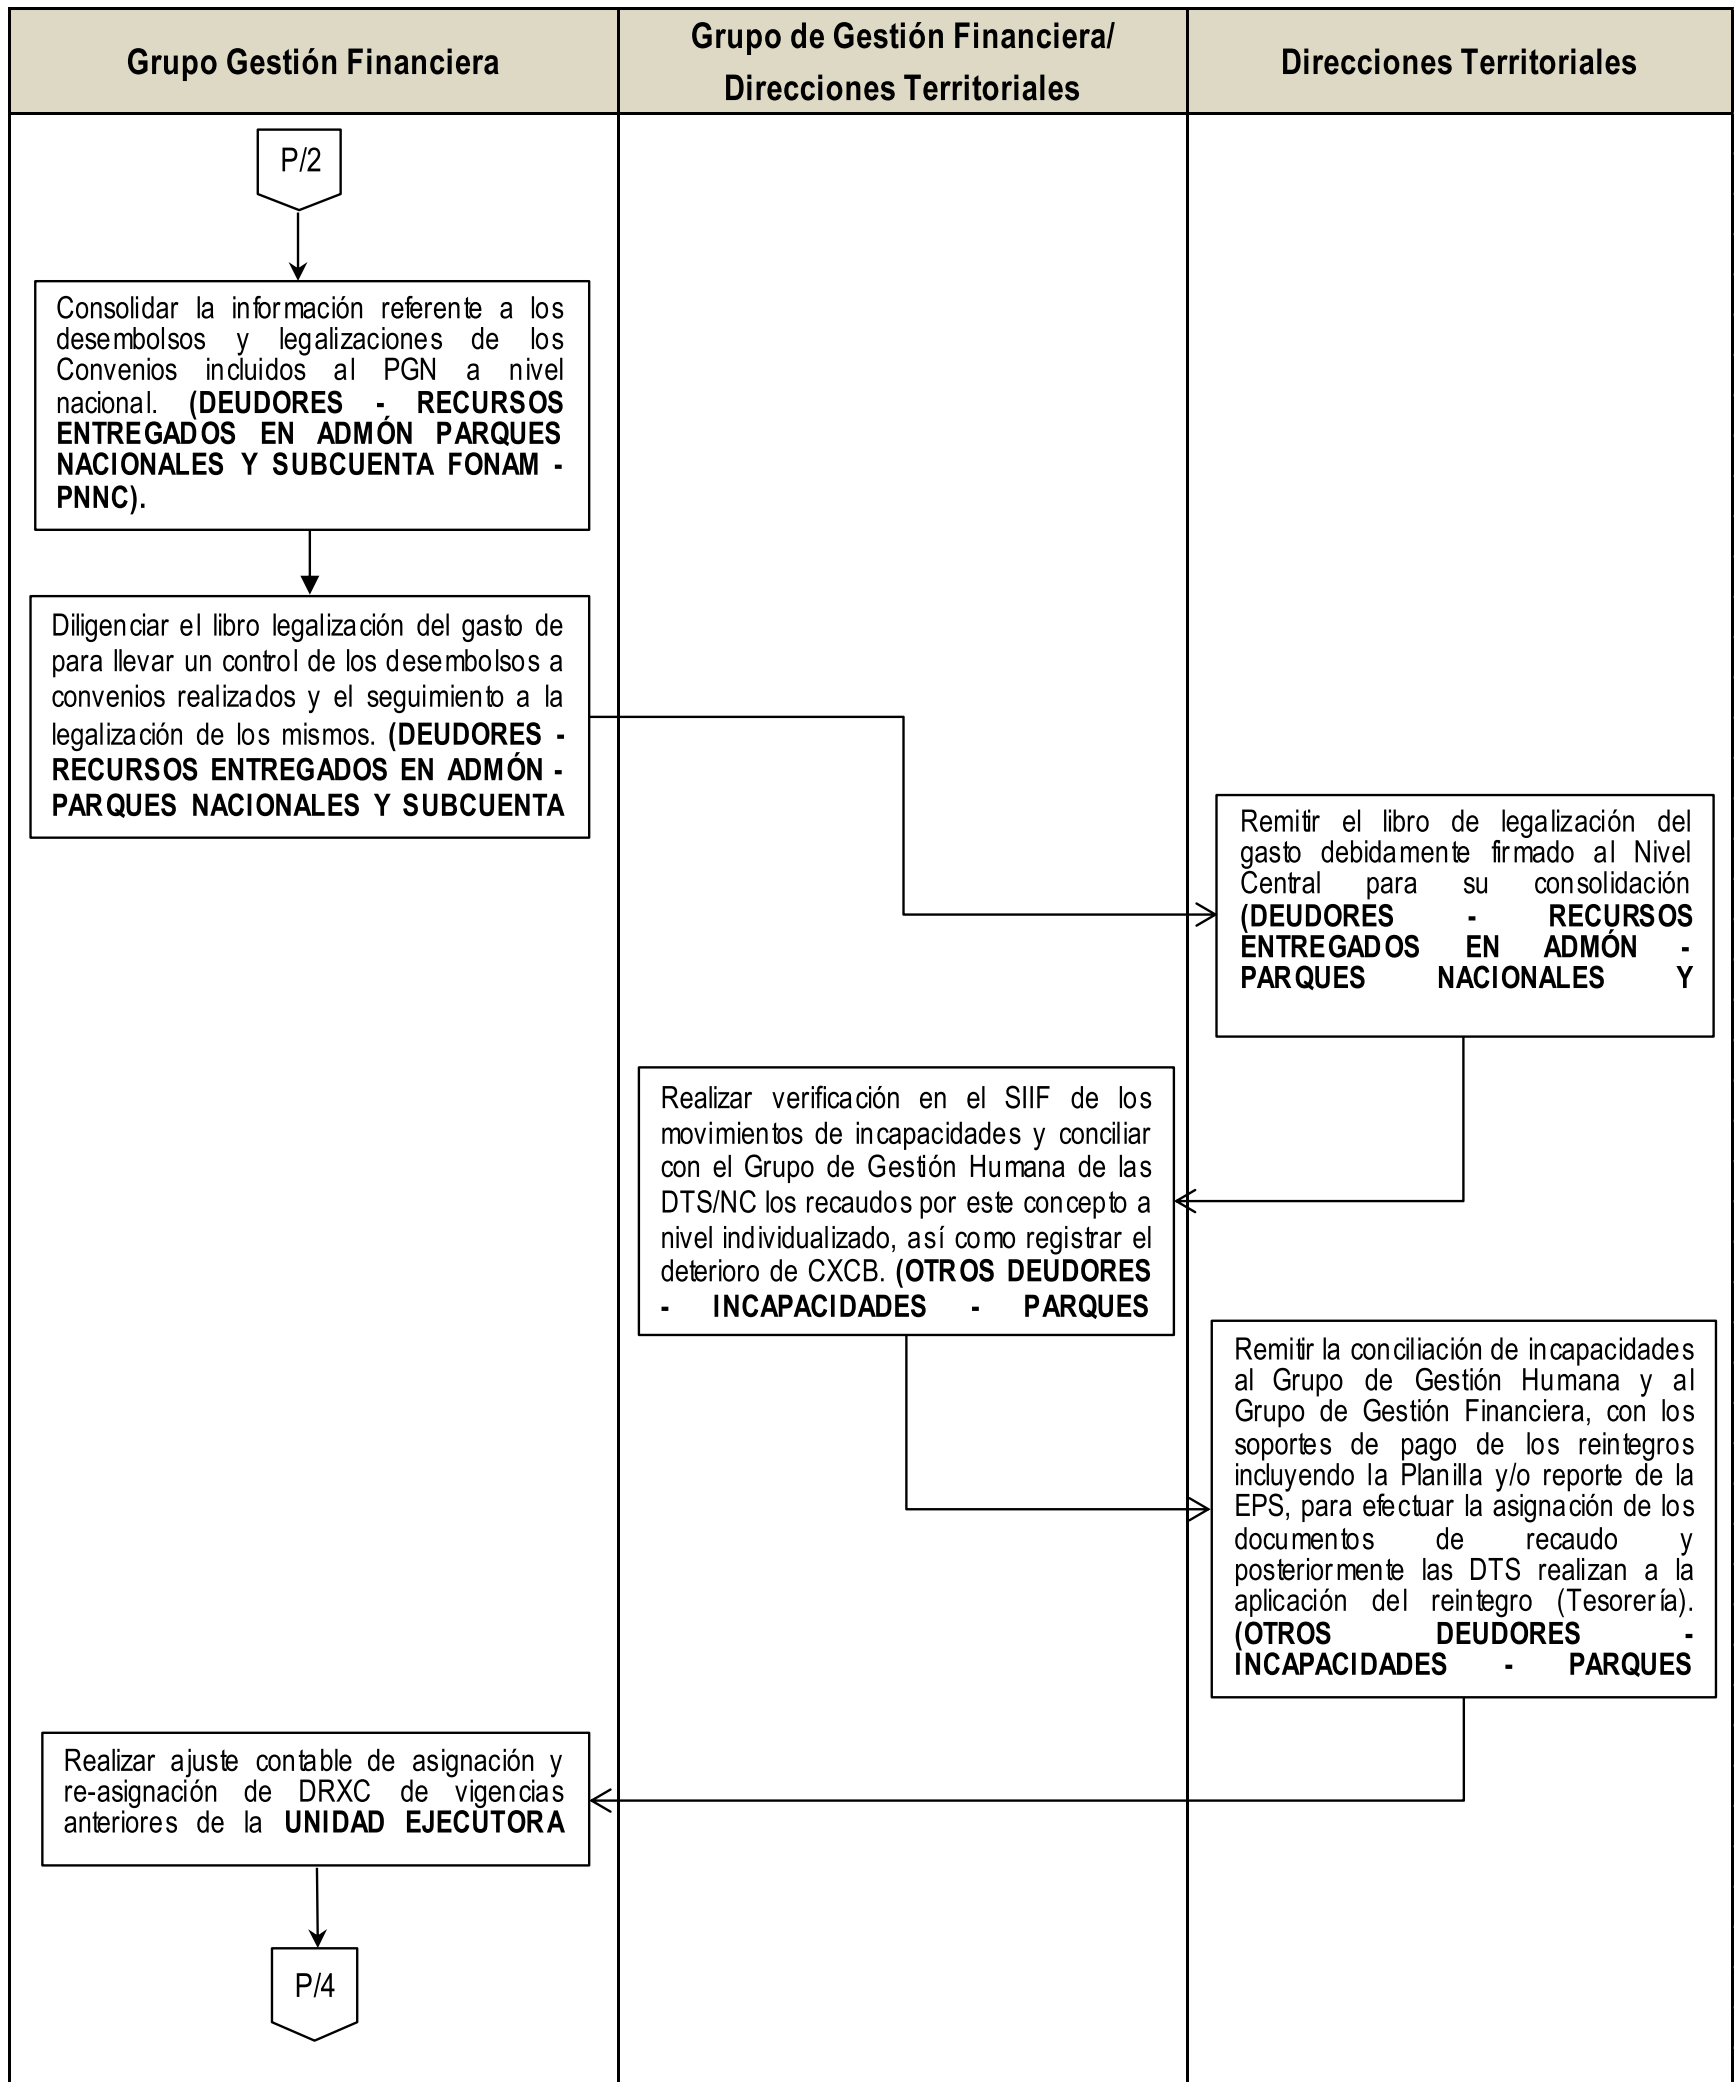 Grupo Gestión Financiera
Grupo de Gestión Financiera/
Direcciones Territoriales
Direcciones Territoriales
P/2
Consolidar la información referente a los
desembolsos y legalizaciones de los
Convenios incluidos al PGN a nivel
nacional. (DEUDORES - RECURSOS
ENTREGADOS EN ADMÓN PARQUES
NACIONALES Y SUBCUENTA FONAM -
PNNC).
Diligenciar el libro legalización del gasto de
para llevar un control de los desembolsos a
convenios realizados y el seguimiento a la
legalización de los mismos. (DEUDORES -
RECURSOS ENTREGADOS EN ADMÓN -
PARQUES NACIONALES Y SUBCUENTA
Remitir el libro de legalización del
gasto debidamente firmado al Nivel
Central para su consolidación
(DEUDORES - RECURSOS
ENTREGADOS EN ADMÓN -
PARQUES NACIONALES Y
Realizar verificación en el SIIF de los
movimientos de incapacidades y conciliar
con el Grupo de Gestión Humana de las
DTS/NC los recaudos por este concepto a
nivel individualizado, así como registrar el
deterioro de CXCB. (OTROS DEUDORES
- INCAPACIDADES - PARQUES
Remitir la conciliación de incapacidades
al Grupo de Gestión Humana y al
Grupo de Gestión Financiera, con los
soportes de pago de los reintegros
incluyendo la Planilla y/o reporte de la
EPS, para efectuar la asignación de los
documentos de recaudo y
posteriormente las DTS realizan a la
aplicación del reintegro (Tesorería).
(OTROS DEUDORES -
INCAPACIDADES - PARQUES
Realizar ajuste contable de asignación y
re-asignación de DRXC de vigencias
anteriores de la UNIDAD EJECUTORA
P/4